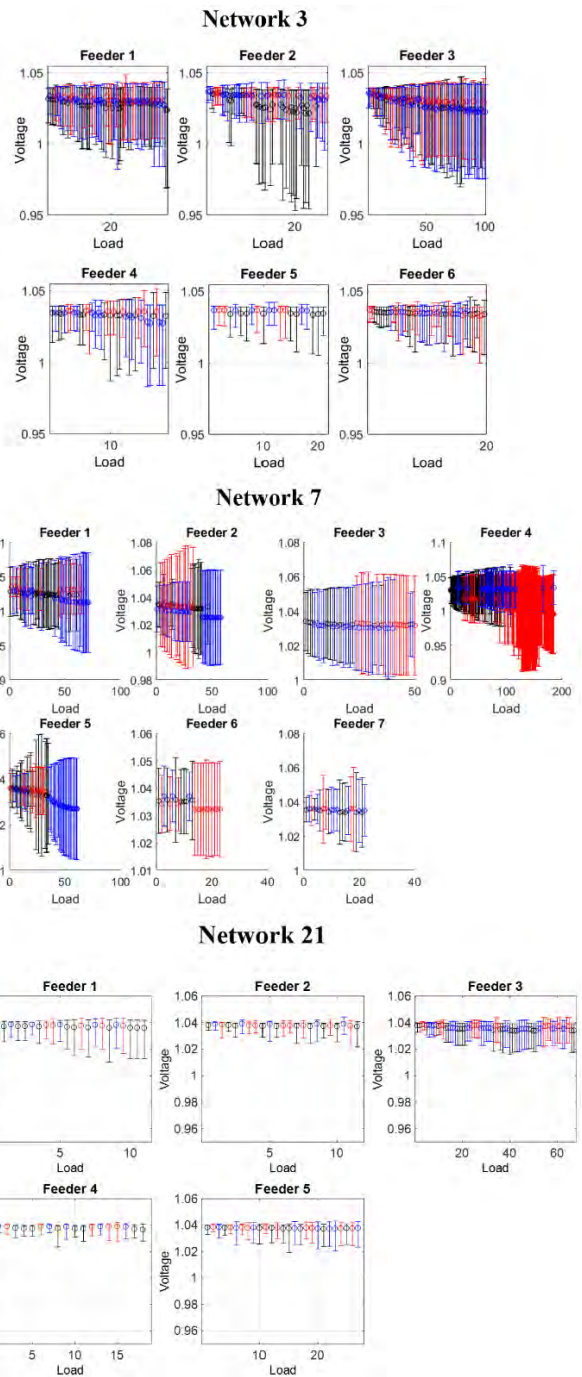 Network 3
Feeder 1 Feeder 2 Feeder 3
1.05 1.05 1.05
Voltage Voltage Voltage
1 1 1
0.95 0.95 0.95
20 20 50 100
Load Load Load
Feeder 4 Feeder 5 Feeder 6
1.05 1.05 1.05
Voltage Voltage Voltage
1 1 1
0.95 0.95 0.95
10 10 20 20
Load Load Load
Network 7
Feeder 1 Feeder 2 Feeder 3 Feeder 4
1 1.08 1.08 1.1
1.06 1.06
5 1.04 1.05
Voltage Voltage Voltage
1 1.02 1.04 1
5 1 1.02 0.95
9 0.98 1 0.9
0 50 100 0 50 100 0 50 0 100 200
Load Load Load Load
Feeder 5 Feeder 6 Feeder 7
6 1.06 1.08
1.05
4 1.04 1.06
Voltage Voltage
1.03 1.04
2 1.02 1.02
1 1.01 1
0 50 100 0 20 40 0 20 40
Load Load Load
Network 21
Feeder 1 Feeder 2 Feeder 3
1.06 1.06
1.04 1.04
Voltage Voltage
1.02 1.02
1 1
0.98 0.98
0.96 0.96
5 10 5 10 20 40 60
Load Load Load
Feeder 4 Feeder 5
1.06
1.04
Voltage
1.02
1
0.98
0.96
5 10 15 10 20
Load Load